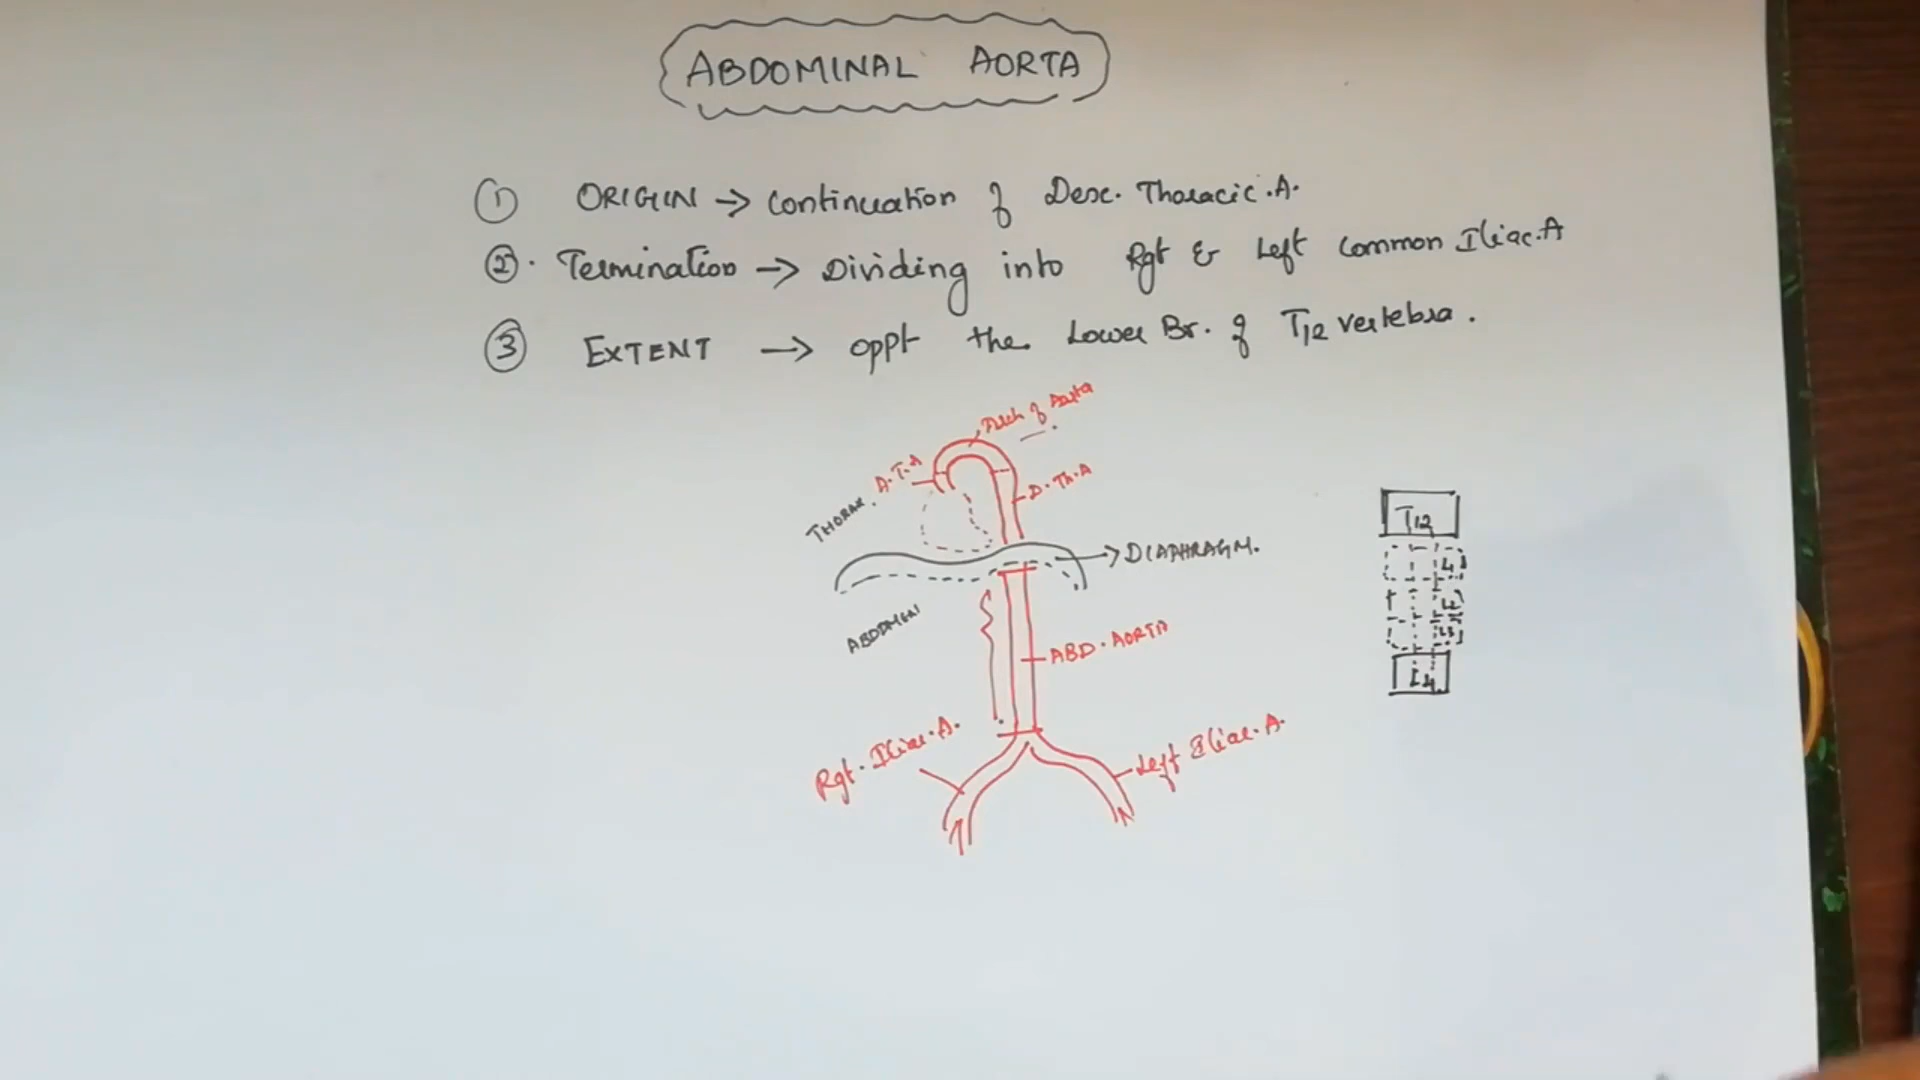 ABDOMINAL AORTA
① ORIGIN → continuation of Desc. Thoracic.A.
②. Termination → Dividing into Rgt & Left Common Iliac.A
③ EXTENT → oppt the Lower Br. of T12 vertebra.
Arch of Aorta
A.T.A
D.Th.A
THORAX.
→ DIAPHRAGM.
ABDOMEN
ABD. AORTA
Rgt. Iliac.A.
Left Iliac.A.
T12
L2
L3
L4